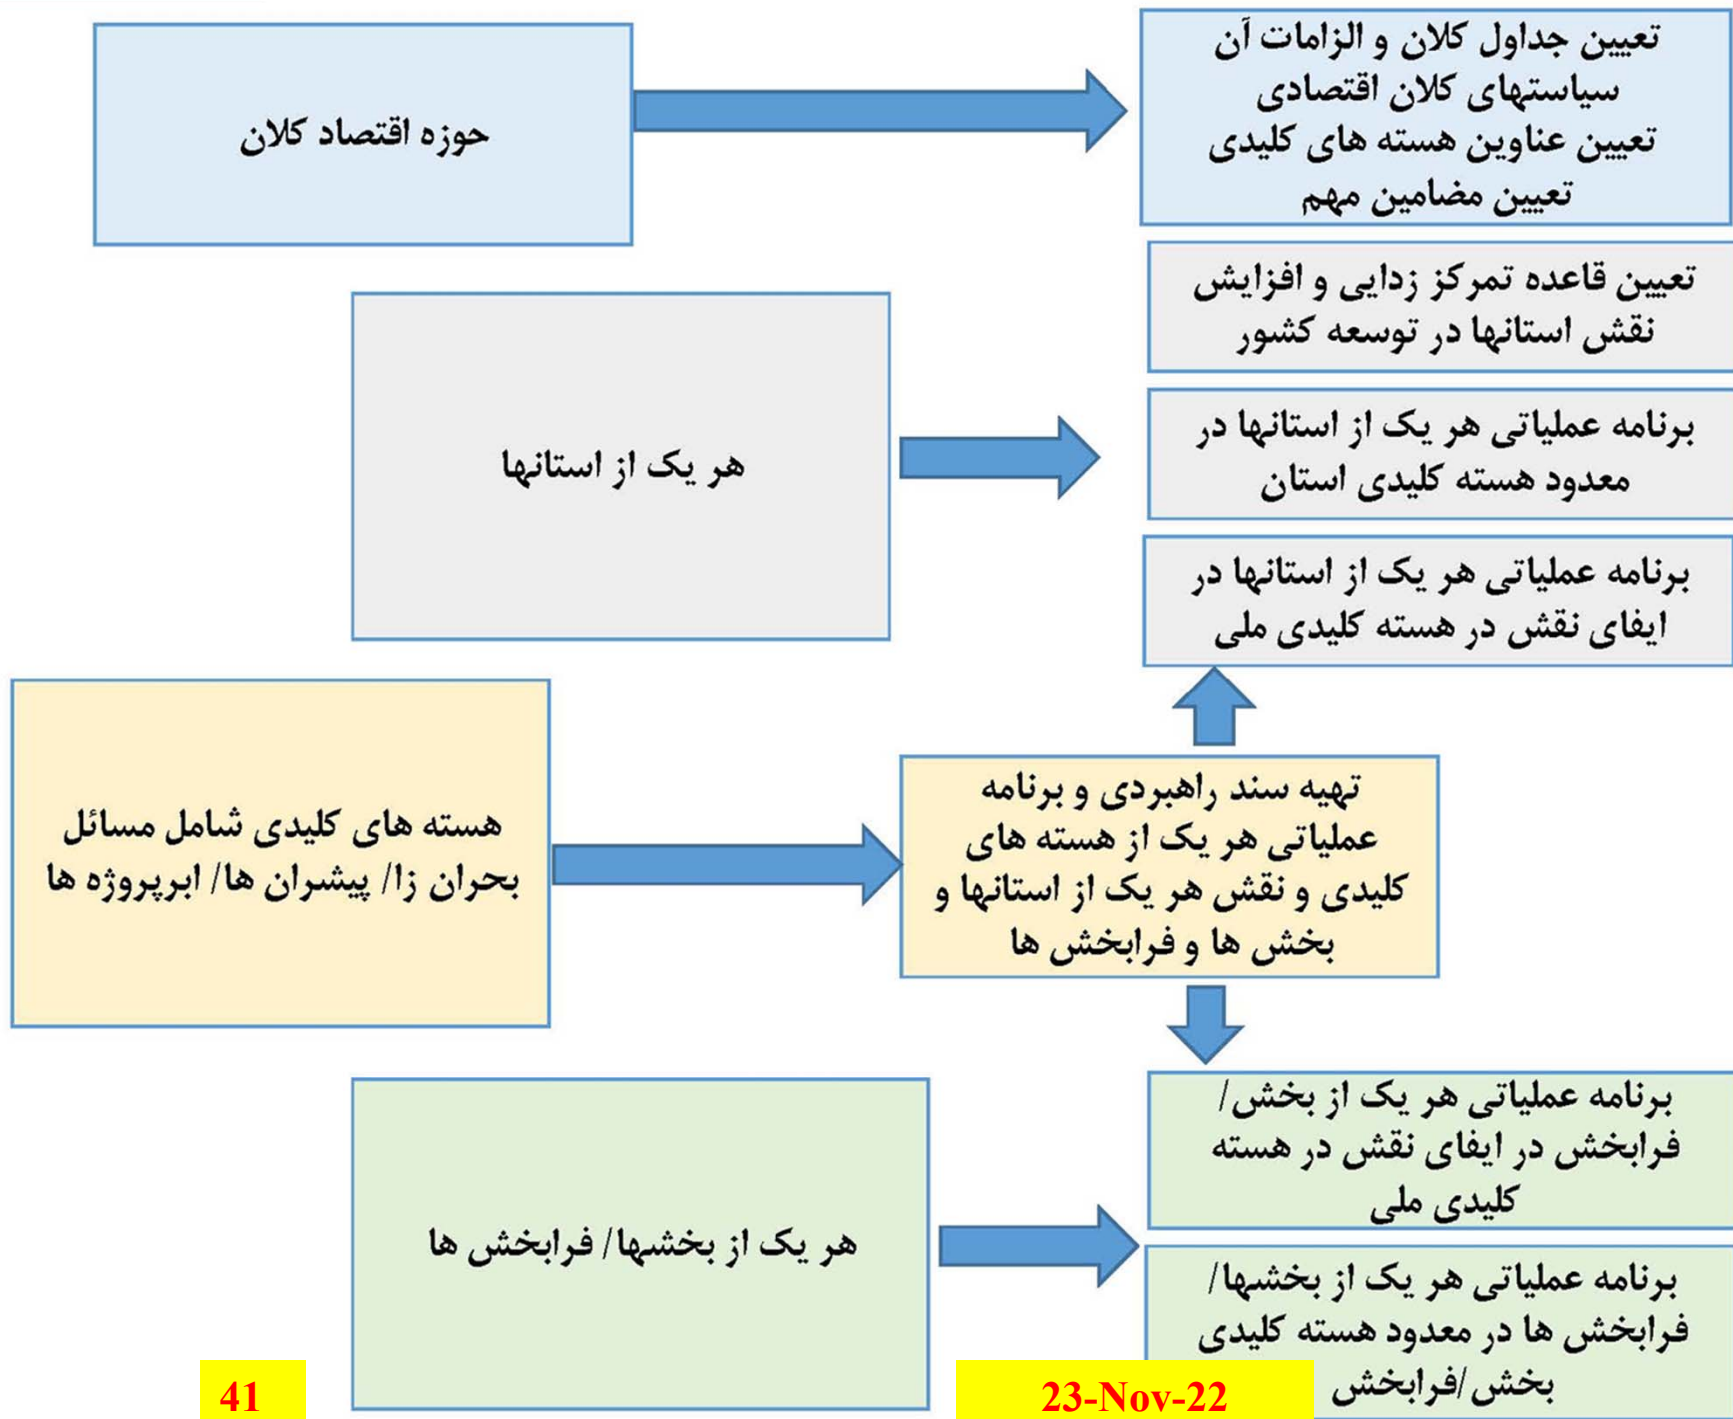 حوزه اقتصاد کلان
تعیین جداول کلان و الزامات آن
سیاستهای کلان اقتصادی
تعیین عناوین هسته های کلیدی
تعیین مضامین مهم
هر یک از استانها
تعیین قاعده تمرکز زدایی و افزایش
نقش استانها در توسعه کشور
برنامه عملیاتی هر یک از استانها در
معدود هسته کلیدی استان
برنامه عملیاتی هر یک از استانها در
ایفای نقش در هسته کلیدی ملی
هسته های کلیدی شامل مسائل
بحران زا/ پیشران ها/ ابرپروژه ها
تهیه سند راهبردی و برنامه
عملیاتی هر یک از هسته های
کلیدی و نقش هر یک از استانها و
بخش ها و فرابخش ها
هر یک از بخشها/ فرابخش ها
برنامه عملیاتی هر یک از بخش/
فرابخش در ایفای نقش در هسته
کلیدی ملی
برنامه عملیاتی هر یک از بخشها/
فرابخش ها در معدود هسته کلیدی
بخش/فرابخش
23-Nov-22
41